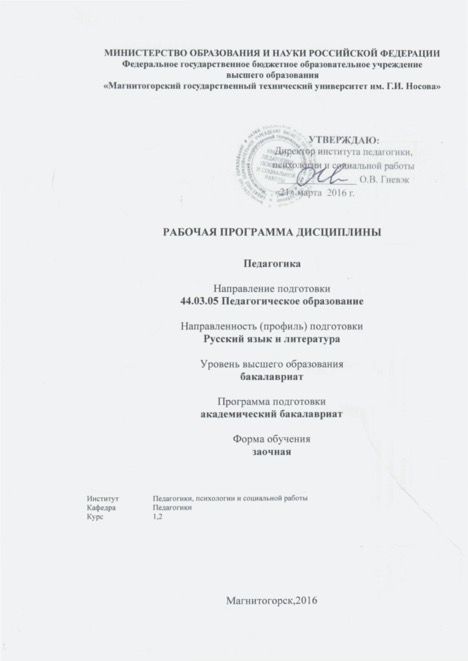 МИНИСТЕРСТВО ОБРАЗОВАНИЯ И НАУКИ РОССИЙСКОЙ ФЕДЕРАЦИИ
Федеральное государственное бюджетное образовательное учреждение
высшего образования
«Магнитогорский государственный технический университет им. Г.И. Носова»
УТВЕРЖДАЮ:
Директор института педагогики,
психологии и социальной работы
О.В. Гневэк
«21» марта 2016 г.
РАБОЧАЯ ПРОГРАММА ДИСЦИПЛИНЫ
Педагогика
Направление подготовки
44.03.05 Педагогическое образование
Направленность (профиль) подготовки
Русский язык и литература
Уровень высшего образования
бакалавриат
Программа подготовки
академический бакалавриат
Форма обучения
заочная
Институт Педагогики, психологии и социальной работы
Кафедра Педагогики
Курс 1,2
Магнитогорск,2016